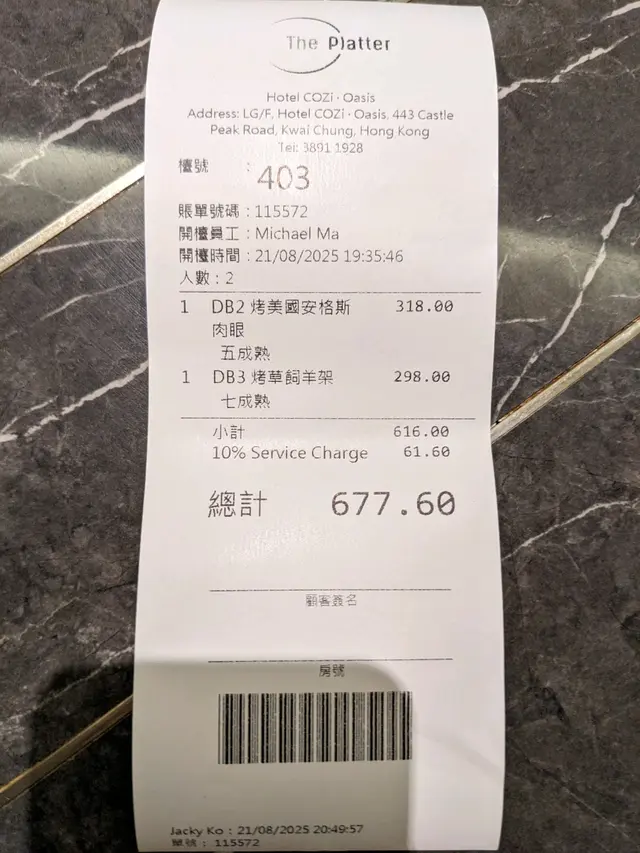 The Platter
Hotel COZi · Oasis
Address: LG/F, Hotel COZi · Oasis, 443 Castle
Peak Road, Kwai Chung, Hong Kong
Tel: 3891 1928
檯號 : 403
賬單號碼 : 115572
開檯員工 : Michael Ma
開檯時間 : 21/08/2025 19:35:46
人數 : 2
1 DB2 烤美國安格斯 318.00
肉眼
五成熟
1 DB3 烤草飼羊架 298.00
七成熟
小計 616.00
10% Service Charge 61.60
總計 677.60
顧客簽名
房號
Jacky Ko : 21/08/2025 20:49:57
單號 : 115572